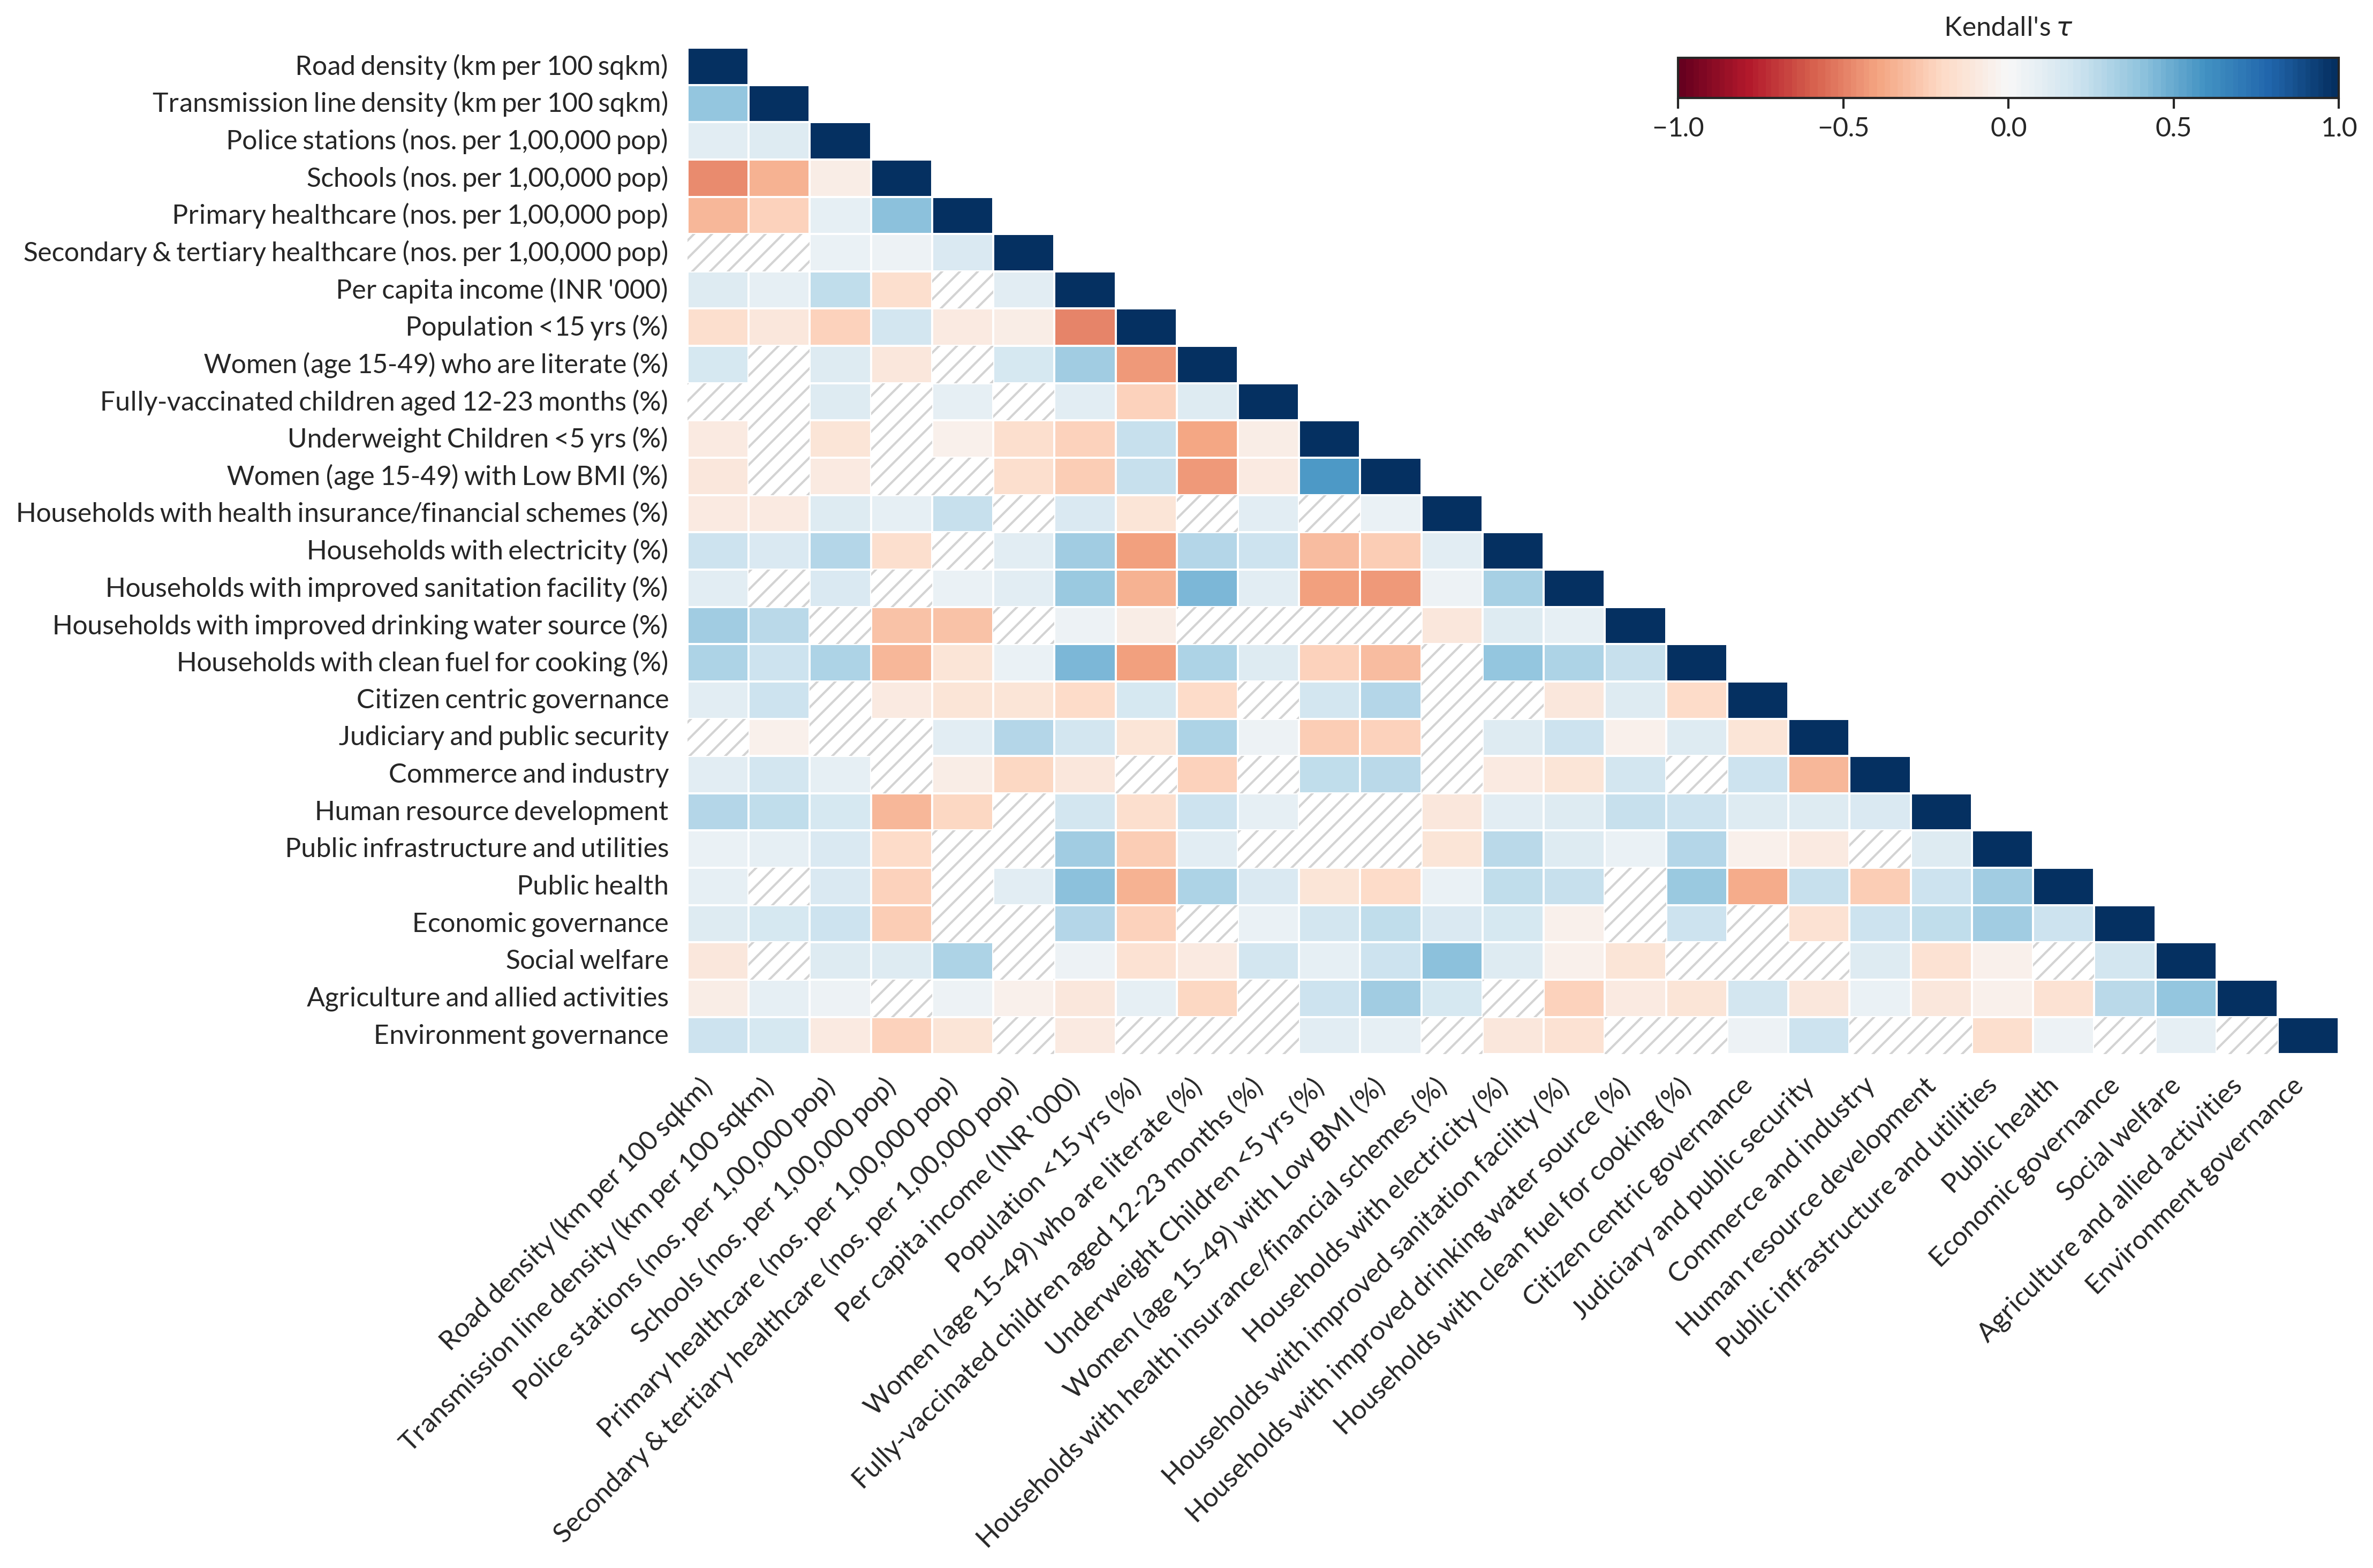 Kendall's τ
−1.0
−0.5
0.0
0.5
1.0
Road density (km per 100 sqkm)
Transmission line density (km per 100 sqkm)
Police stations (nos. per 1,00,000 pop)
Schools (nos. per 1,00,000 pop)
Primary healthcare (nos. per 1,00,000 pop)
Secondary & tertiary healthcare (nos. per 1,00,000 pop)
Per capita income (INR '000)
Population <15 yrs (%)
Women (age 15-49) who are literate (%)
Fully-vaccinated children aged 12-23 months (%)
Underweight Children <5 yrs (%)
Women (age 15-49) with Low BMI (%)
Households with health insurance/financial schemes (%)
Households with electricity (%)
Households with improved sanitation facility (%)
Households with improved drinking water source (%)
Households with clean fuel for cooking (%)
Citizen centric governance
Judiciary and public security
Commerce and industry
Human resource development
Public infrastructure and utilities
Public health
Economic governance
Social welfare
Agriculture and allied activities
Environment governance
Road density (km per 100 sqkm)
Transmission line density (km per 100 sqkm)
Police stations (nos. per 1,00,000 pop)
Schools (nos. per 1,00,000 pop)
Primary healthcare (nos. per 1,00,000 pop)
Secondary & tertiary healthcare (nos. per 1,00,000 pop)
Per capita income (INR '000)
Population <15 yrs (%)
Women (age 15-49) who are literate (%)
Fully-vaccinated children aged 12-23 months (%)
Underweight Children <5 yrs (%)
Women (age 15-49) with Low BMI (%)
Households with health insurance/financial schemes (%)
Households with electricity (%)
Households with improved sanitation facility (%)
Households with improved drinking water source (%)
Households with clean fuel for cooking (%)
Citizen centric governance
Judiciary and public security
Commerce and industry
Human resource development
Public infrastructure and utilities
Public health
Economic governance
Social welfare
Agriculture and allied activities
Environment governance